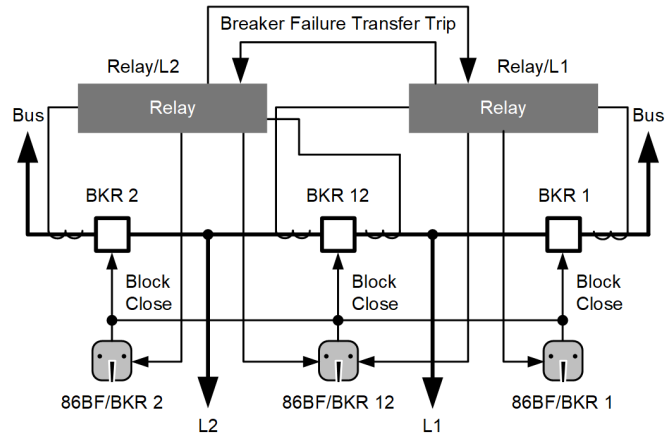 Breaker Failure Transfer Trip
Relay/L2
Relay/L1
Bus
Relay
Relay
Bus
BKR 2
BKR 12
BKR 1
Block
Close
Block
Close
Block
Close
86BF/BKR 2
86BF/BKR 12
86BF/BKR 1
L2
L1